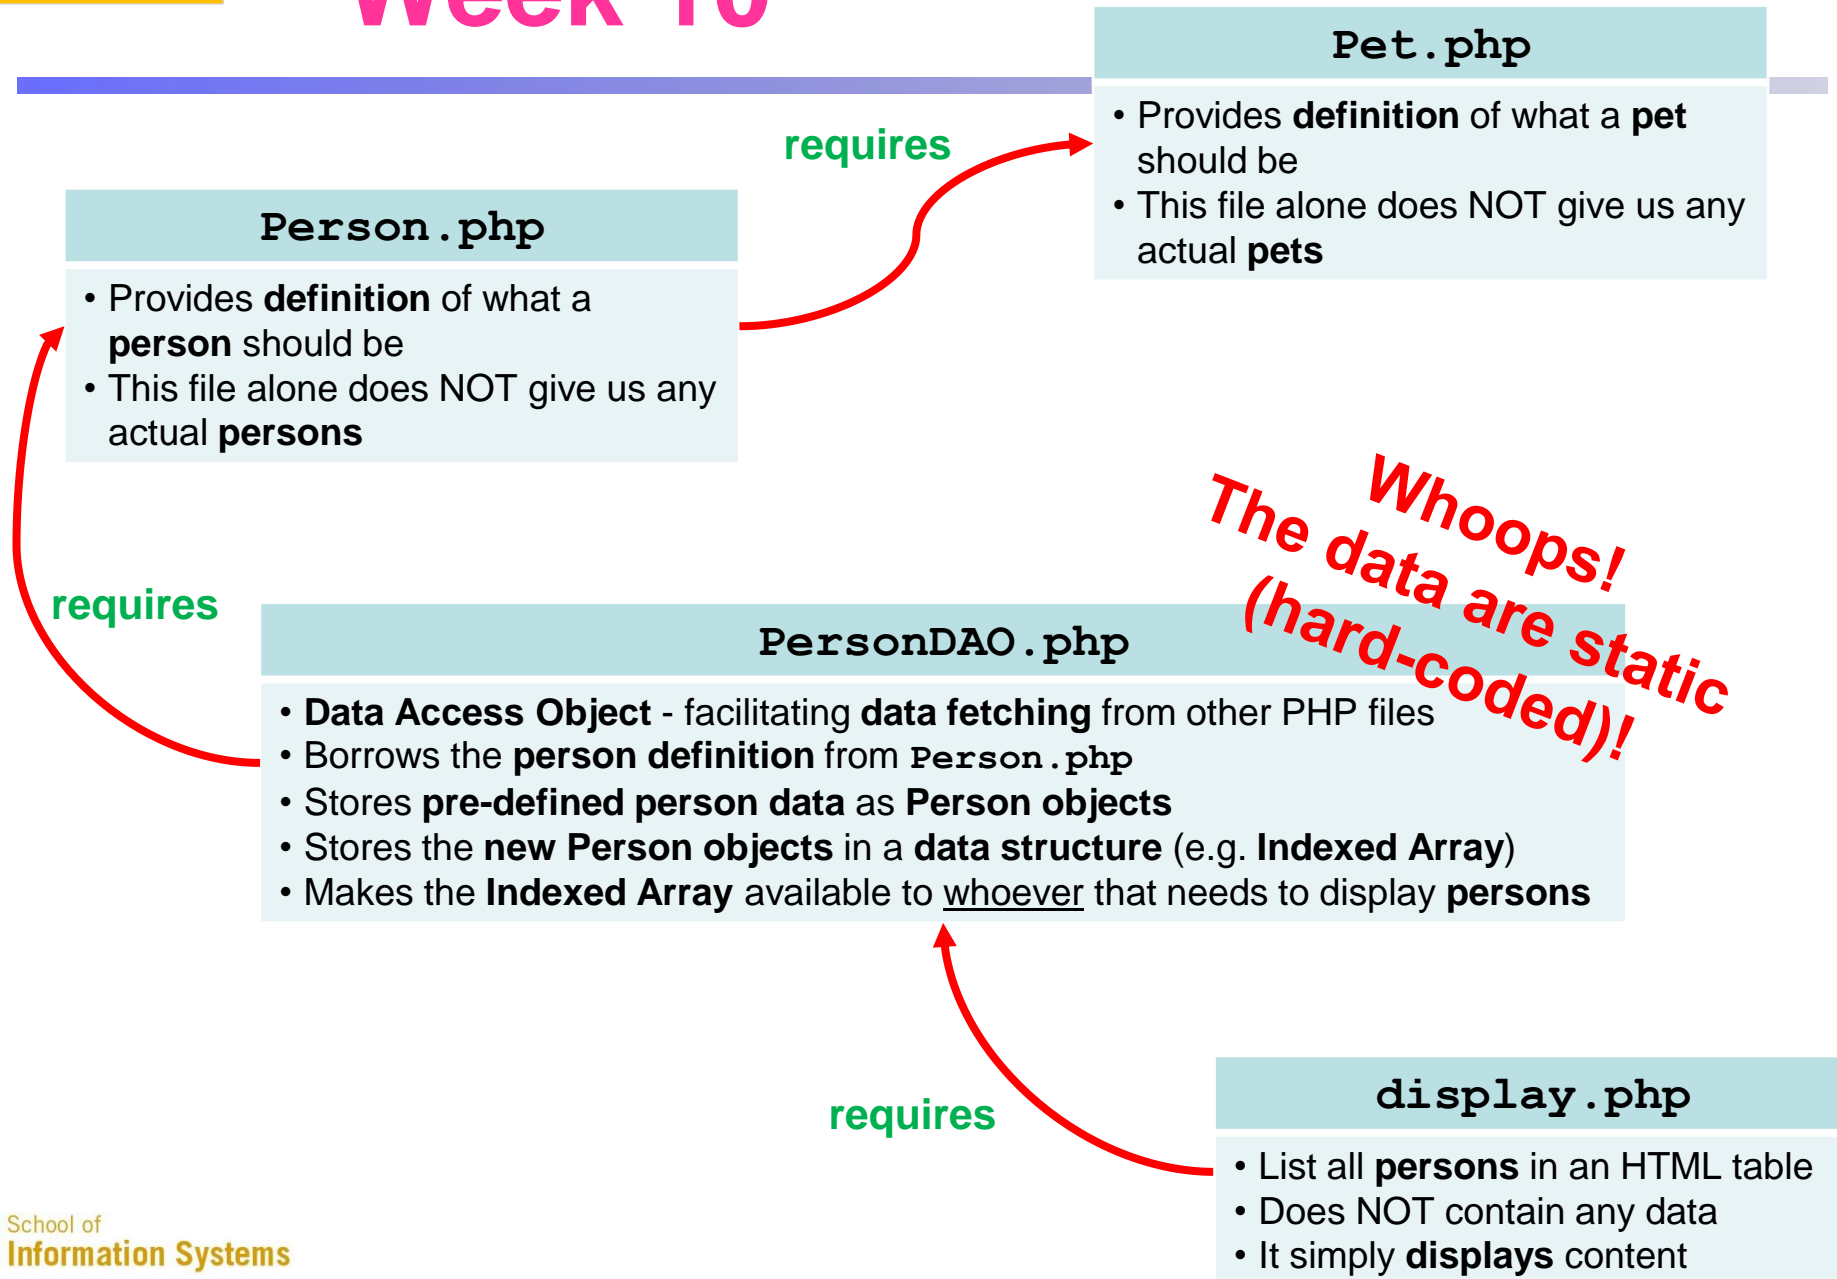 Week 10
Pet.php
• Provides definition of what a pet
should be
• This file alone does NOT give us any
actual pets
requires
Person.php
• Provides definition of what a
person should be
• This file alone does NOT give us any
actual persons
Whoops!
The data are static
(hard-coded)!
requires
PersonDAO.php
• Data Access Object - facilitating data fetching from other PHP files
• Borrows the person definition from Person.php
• Stores pre-defined person data as Person objects
• Stores the new Person objects in a data structure (e.g. Indexed Array)
• Makes the Indexed Array available to whoever that needs to display persons
requires
display.php
• List all persons in an HTML table
• Does NOT contain any data
• It simply displays content
School of
Information Systems